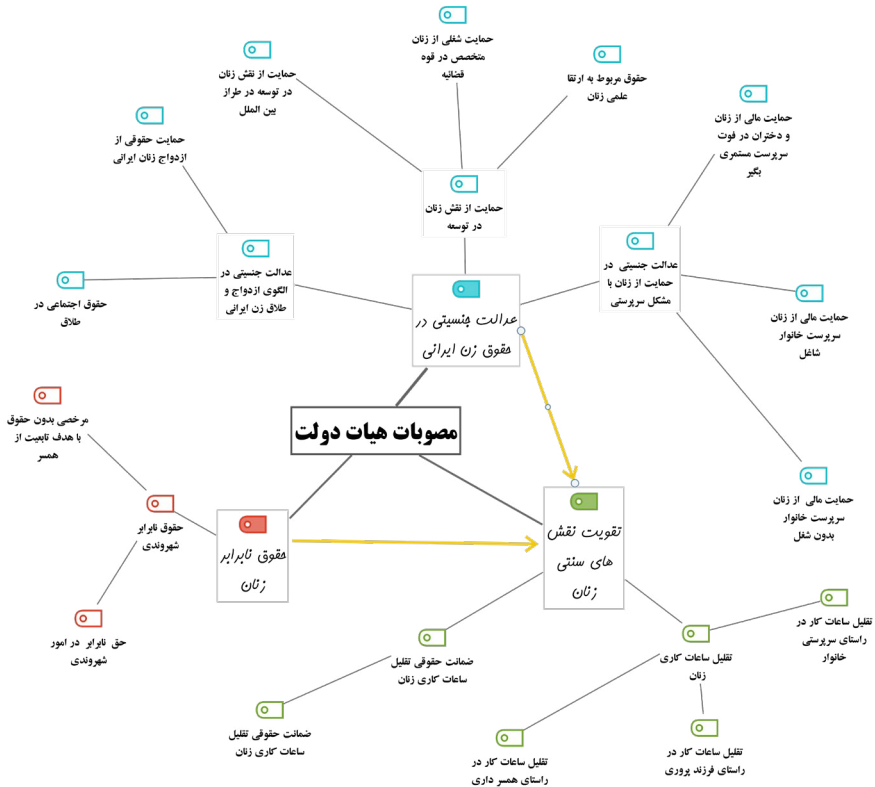 حمایت شغلی از زنان
متخصص در قوه
قضائیه
حمایت از نقش زنان
در توسعه در طراز
بین الملل
حقوق مربوط به ارتقا
علمی زنان
حمایت مالی از زنان
و دختران در فوت
سرپرست مستمری
بگیر
حمایت حقوقی از
ازدواج زنان ایرانی
حمایت از نقش زنان
در توسعه
عدالت جنسیتی در
حمایت از زنان با
مشکل سرپرستی
عدالت جنسیتی در
الگوی ازدواج و
طلاق زن ایرانی
حقوق اجتماعی در
طلاق
عدالت جنسیتی در
حقوق زن ایرانی
حمایت مالی از زنان
سرپرست خانوار
شاغل
مصوبات هیات دولت
مرخصی بدون حقوق
با هدف تابعیت از
همسر
حمایت مالی از زنان
سرپرست خانوار
بدون شغل
حقوق نابرابر
شهروندی
حقوق نابرابر
زنان
تقویت نقش
های سنتی
زنان
حق نابرابر در امور
شهروندی
تقلیل ساعات کار در
راستای سرپرستی
خانوار
ضمانت حقوقی تقلیل
ساعات کاری زنان
تقلیل ساعات کاری
زنان
ضمانت حقوقی تقلیل
ساعات کاری زنان
تقلیل ساعات کار در
راستای همسر داری
تقلیل ساعات کار در
راستای فرزند پروری